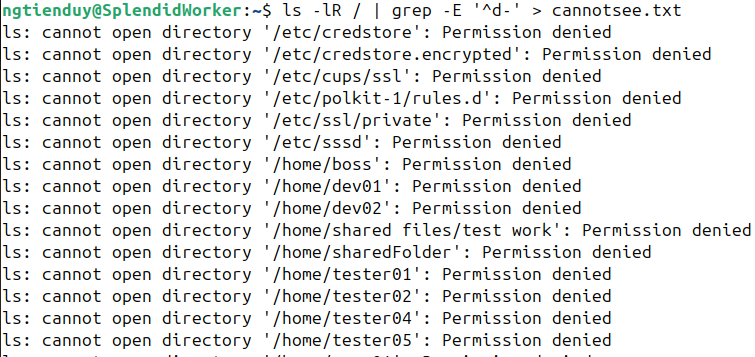 ngtienduy@SplendidWorker:~$ ls -lR / | grep -E '^d-' > cannotsee.txt
ls: cannot open directory '/etc/credstore': Permission denied
ls: cannot open directory '/etc/credstore.encrypted': Permission denied
ls: cannot open directory '/etc/cups/ssl': Permission denied
ls: cannot open directory '/etc/polkit-1/rules.d': Permission denied
ls: cannot open directory '/etc/ssl/private': Permission denied
ls: cannot open directory '/etc/sssd': Permission denied
ls: cannot open directory '/home/boss': Permission denied
ls: cannot open directory '/home/dev01': Permission denied
ls: cannot open directory '/home/dev02': Permission denied
ls: cannot open directory '/home/shared files/test work': Permission denied
ls: cannot open directory '/home/sharedFolder': Permission denied
ls: cannot open directory '/home/tester01': Permission denied
ls: cannot open directory '/home/tester02': Permission denied
ls: cannot open directory '/home/tester04': Permission denied
ls: cannot open directory '/home/tester05': Permission denied